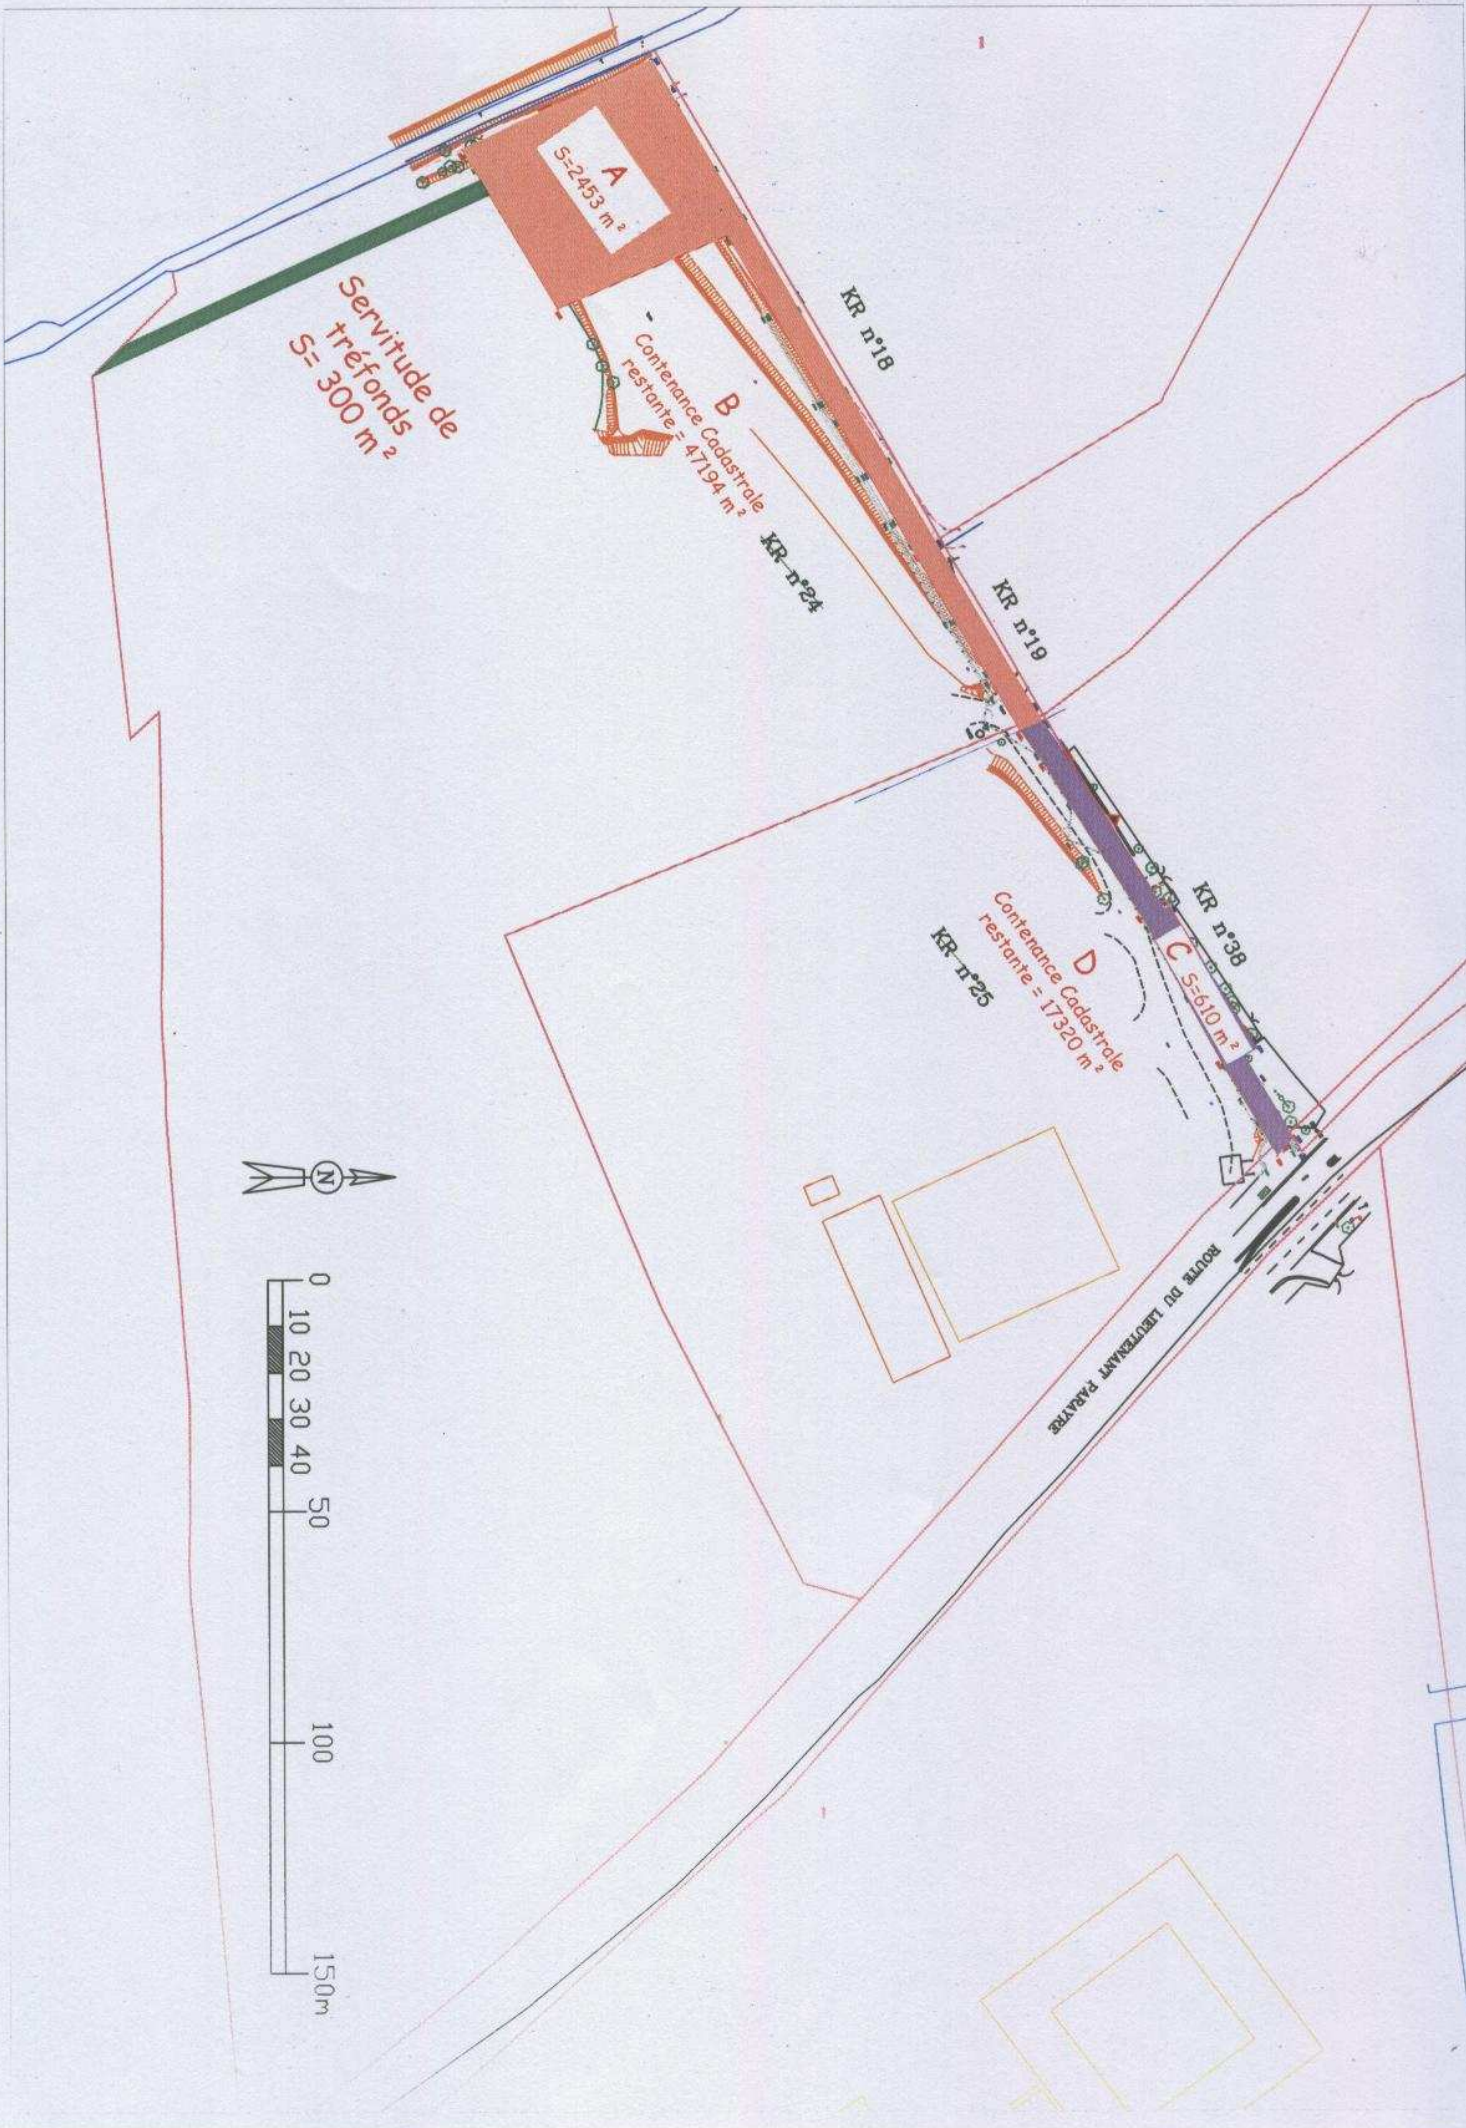 A
S=2453 m²
Servitude de
tréfonds
S= 300 m²
B
Contenance Cadastrale
restante = 47194 m²
KR n°18
KR n°24
KR n°19
KR n°38
C S=610 m²
D
Contenance Cadastrale
restante = 17320 m²
KR n°25
ROUTE DU LIEUTENANT PARAYRE
N
0
10 20 30 40
50
100
150m